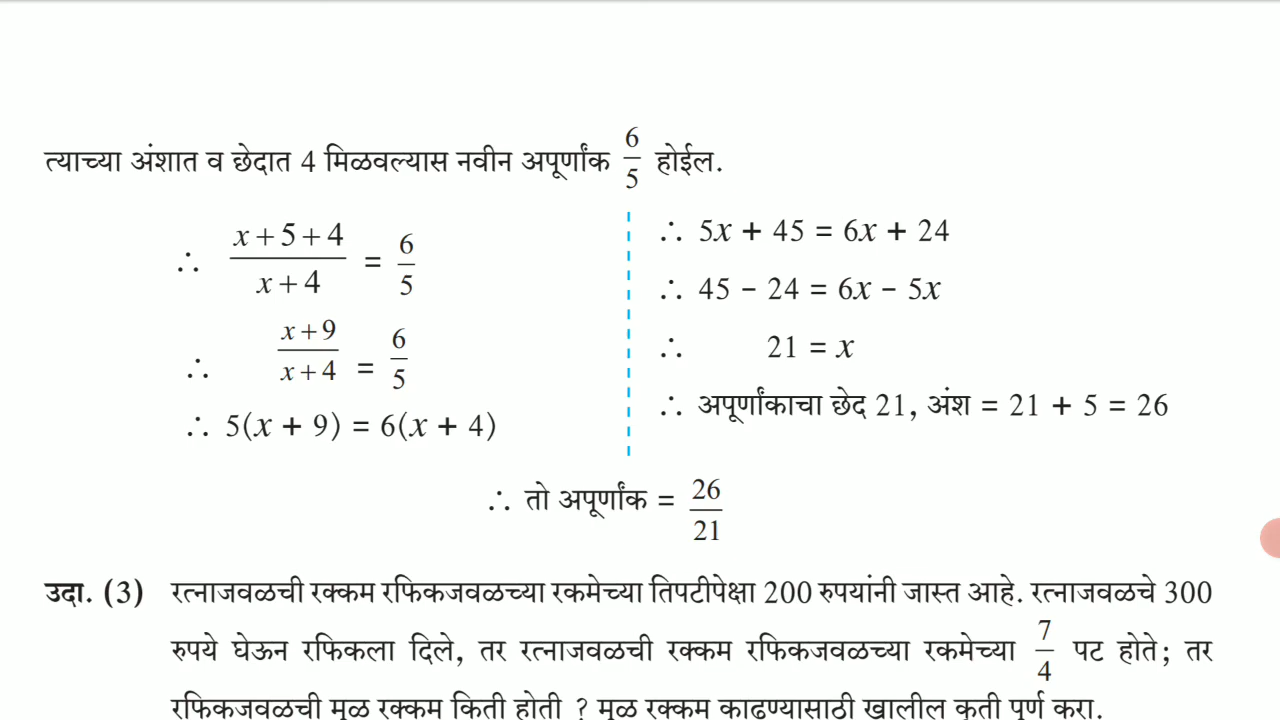 त्याच्या अंशात व छेदात 4 मिळवल्यास नवीन अपूर्णांक 6/5 होईल.
∴ (x + 5 + 4)/(x + 4) = 6/5
∴ (x + 9)/(x + 4) = 6/5
∴ 5(x + 9) = 6(x + 4)
∴ 5x + 45 = 6x + 24
∴ 45 − 24 = 6x − 5x
∴ 21 = x
∴ अपूर्णांकाचा छेद 21, अंश = 21 + 5 = 26
∴ तो अपूर्णांक = 26/21
उदा. (3) रत्नाजवळची रक्कम रफिकजवळच्या रकमेच्या तिपटीपेक्षा 200 रुपयांनी जास्त आहे. रत्नाजवळचे 300
रुपये घेऊन रफिकला दिले, तर रत्नाजवळची रक्कम रफिकजवळच्या रकमेच्या 7/4 पट होते; तर
रफिकजवळची मूळ रक्कम किती होती ? मूळ रक्कम काढण्यासाठी खालील कृती पूर्ण करा.